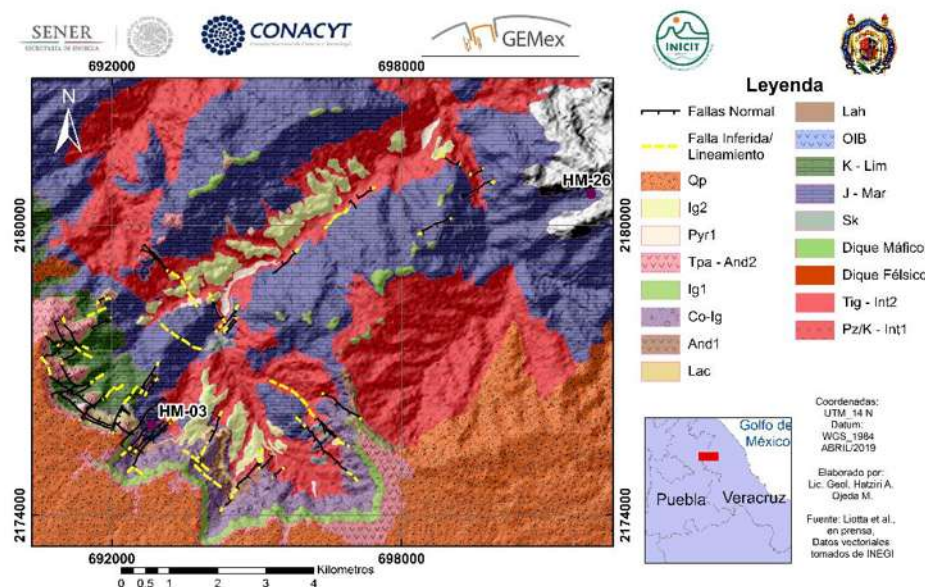 SENER
SECRETARÍA DE ENERGÍA
CONACYT
GEMex
INICIT
692000
698000
N
2180000
2174000
HM-26
HM-03
2180000
2174000
692000
698000
Kilometros
0 0.5 1 2 3 4
Leyenda
Fallas Normal
Falla Inferida/
Lineamiento
Qp
Ig2
Pyr1
Tpa - And2
Ig1
Co-Ig
And1
Lac
Lah
OIB
K - Lim
J - Mar
Sk
Dique Máfico
Dique Félsico
Tig - Int2
Pz/K - Int1
Golfo de
México
Puebla
Veracruz
Coordenadas:
UTM_14 N
Datum:
WGS_1984
ABRIL/2019
Elaborado por:
Lic. Geol. Hatziri A.
Ojeda M.
Fuente: Liotta et al.,
en prensa,
Datos vectoriales
tomados de INEGI